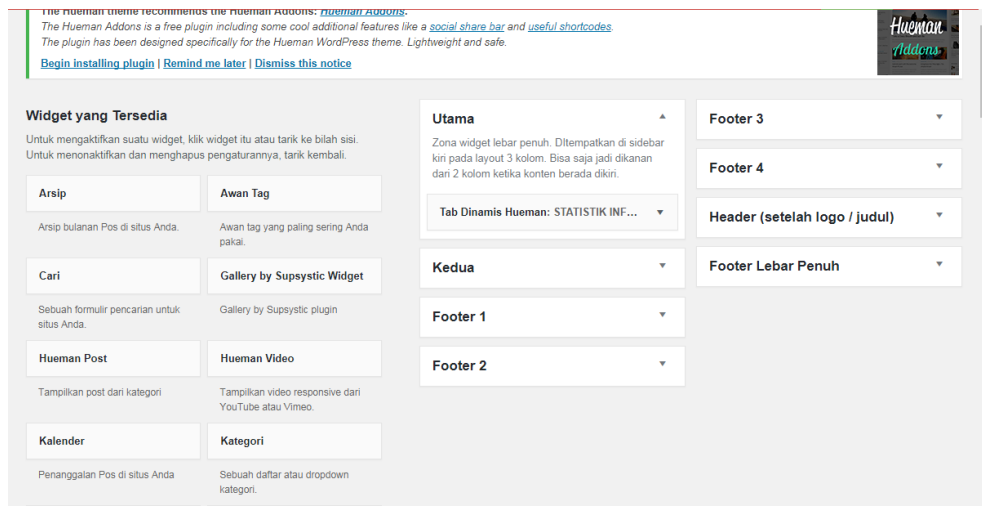 The Hueman theme recommends the Hueman Addons: Hueman Addons.
The Hueman Addons is a free plugin including some cool additional features like a social share bar and useful shortcodes.
The plugin has been designed specifically for the Hueman WordPress theme. Lightweight and safe.
Begin installing plugin | Remind me later | Dismiss this notice
Hueman
Addons
Widget yang Tersedia
Untuk mengaktifkan suatu widget, klik widget itu atau tarik ke bilah sisi.
Untuk menonaktifkan dan menghapus pengaturannya, tarik kembali.
Arsip
Arsip bulanan Pos di situs Anda.
Awan Tag
Awan tag yang paling sering Anda
pakai.
Cari
Sebuah formulir pencarian untuk
situs Anda.
Gallery by Supsystic Widget
Gallery by Supsystic plugin
Hueman Post
Tampilkan post dari kategori
Hueman Video
Tampilkan video responsive dari
YouTube atau Vimeo.
Kalender
Penanggalan Pos di situs Anda
Kategori
Sebuah daftar atau dropdown
kategori.
Utama
Zona widget lebar penuh. DItempatkan di sidebar
kiri pada layout 3 kolom. Bisa saja jadi dikanan
dari 2 kolom ketika konten berada dikiri.
Tab Dinamis Hueman: STATISTIK INF...
Kedua
Footer 1
Footer 2
Footer 3
Footer 4
Header (setelah logo / judul)
Footer Lebar Penuh